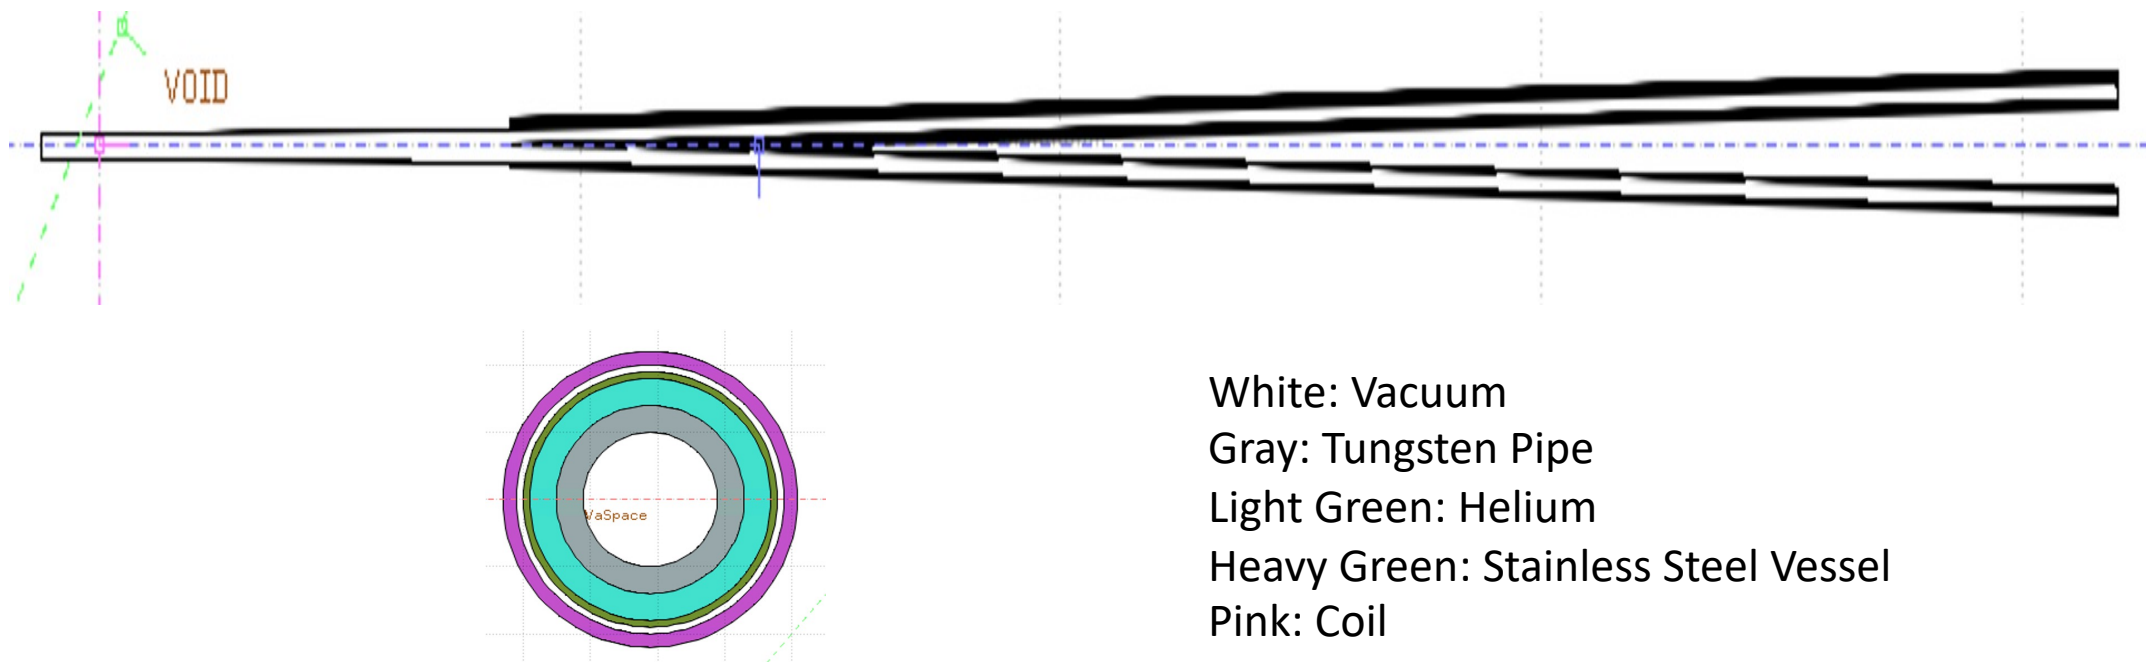 VOID
VaSpace
White: Vacuum
Gray: Tungsten Pipe
Light Green: Helium
Heavy Green: Stainless Steel Vessel
Pink: Coil